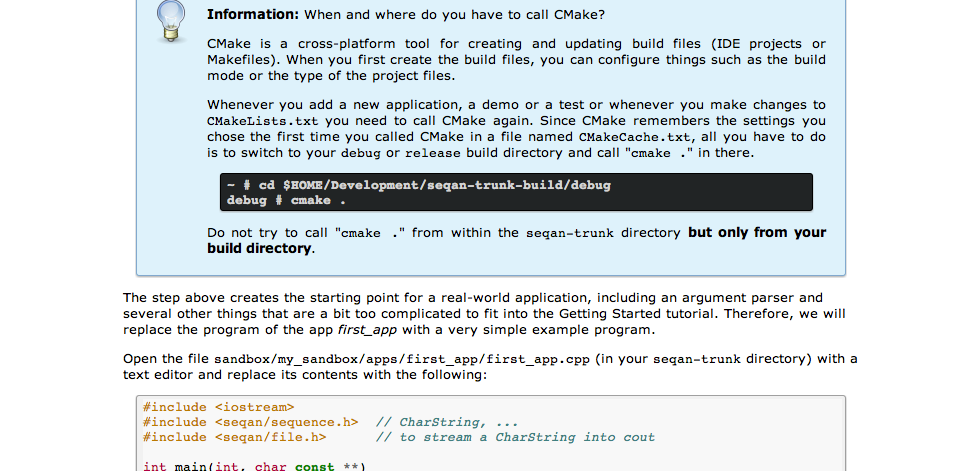 Information: When and where do you have to call CMake?
CMake is a cross-platform tool for creating and updating build files (IDE projects or
Makefiles). When you first create the build files, you can configure things such as the build
mode or the type of the project files.
Whenever you add a new application, a demo or a test or whenever you make changes to
CMakeLists.txt you need to call CMake again. Since CMake remembers the settings you
chose the first time you called CMake in a file named CMakeCache.txt, all you have to do
is to switch to your debug or release build directory and call "cmake ." in there.
~ # cd $HOME/Development/seqan-trunk-build/debug
debug # cmake .
Do not try to call "cmake ." from within the seqan-trunk directory but only from your
build directory.
The step above creates the starting point for a real-world application, including an argument parser and
several other things that are a bit too complicated to fit into the Getting Started tutorial. Therefore, we will
replace the program of the app first_app with a very simple example program.
Open the file sandbox/my_sandbox/apps/first_app/first_app.cpp (in your seqan-trunk directory) with a
text editor and replace its contents with the following:
#include <iostream>
#include <seqan/sequence.h>  // CharString, ...
#include <seqan/file.h>      // to stream a CharString into cout
int main(int, char const **)